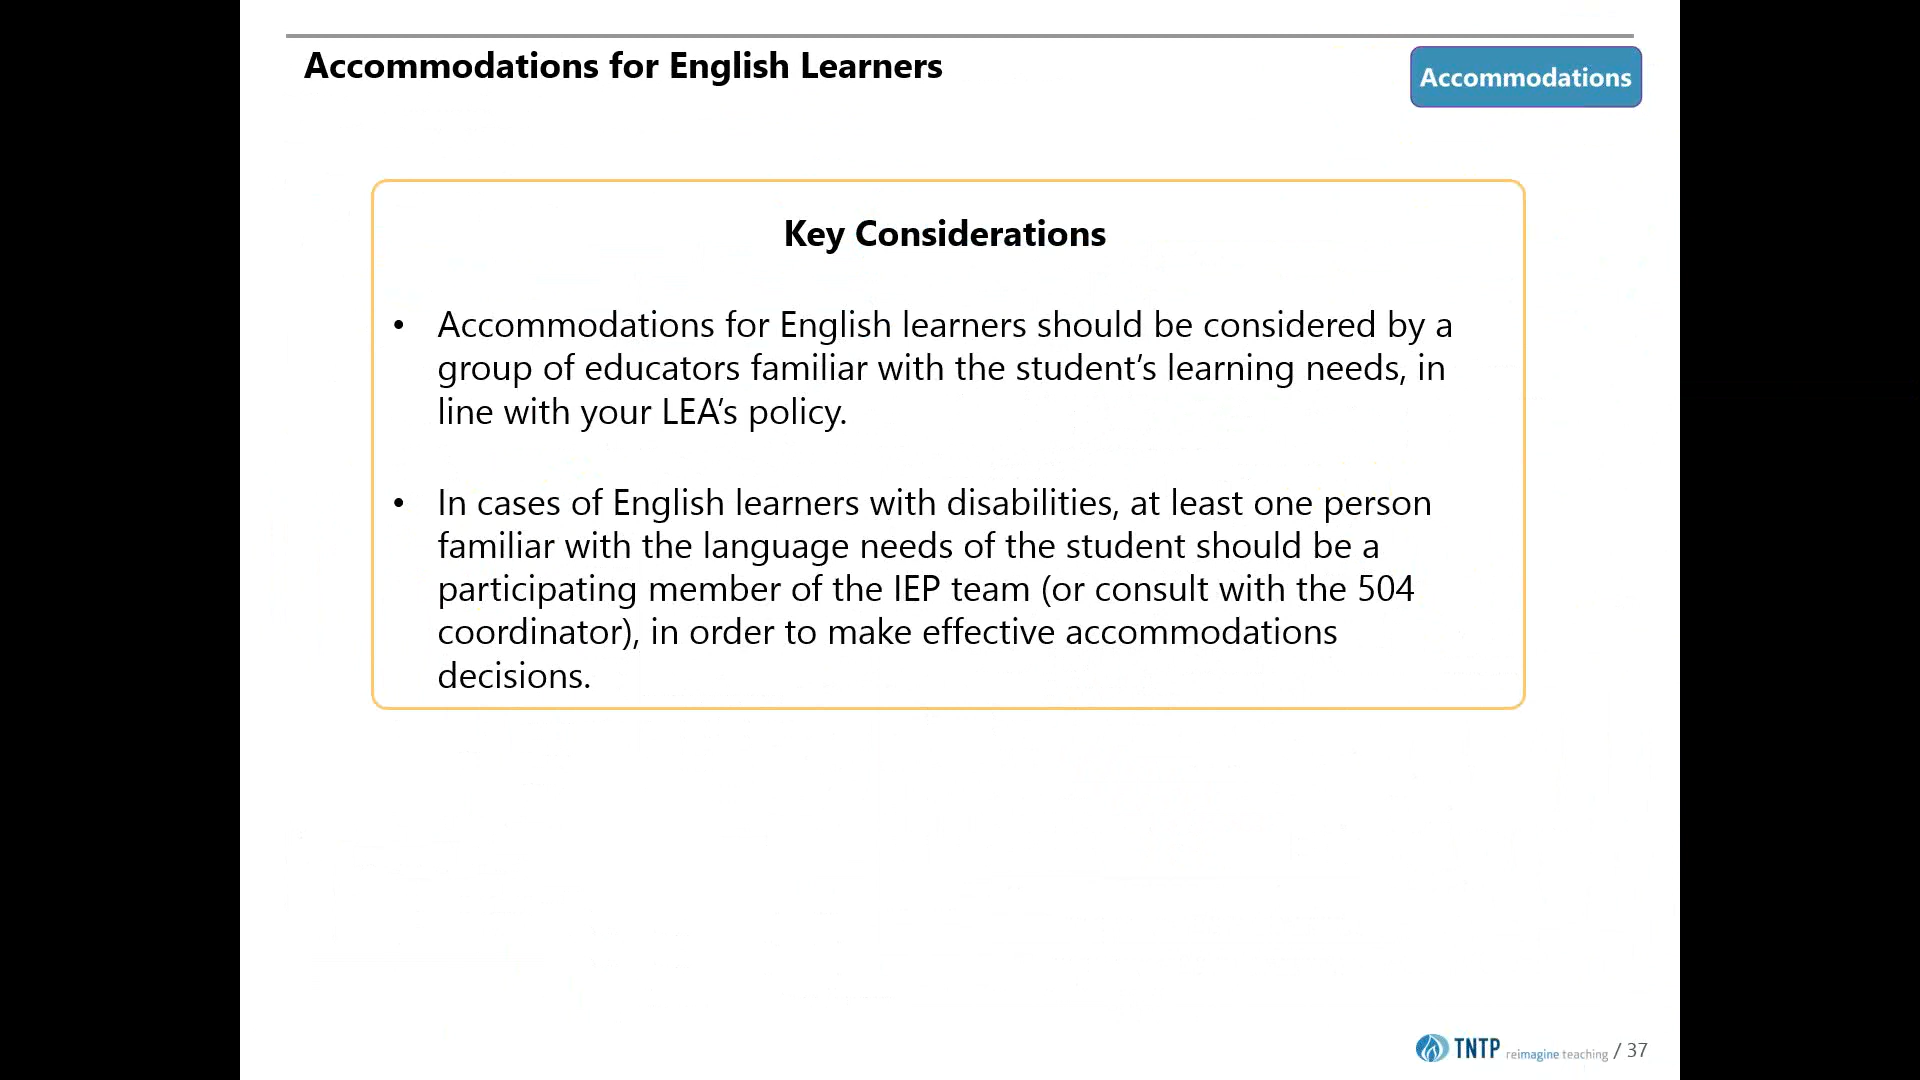 Accommodations for English Learners
Accommodations
Key Considerations
• Accommodations for English learners should be considered by a
group of educators familiar with the student’s learning needs, in
line with your LEA’s policy.
• In cases of English learners with disabilities, at least one person
familiar with the language needs of the student should be a
participating member of the IEP team (or consult with the 504
coordinator), in order to make effective accommodations
decisions.
TNTP reimagine teaching / 37